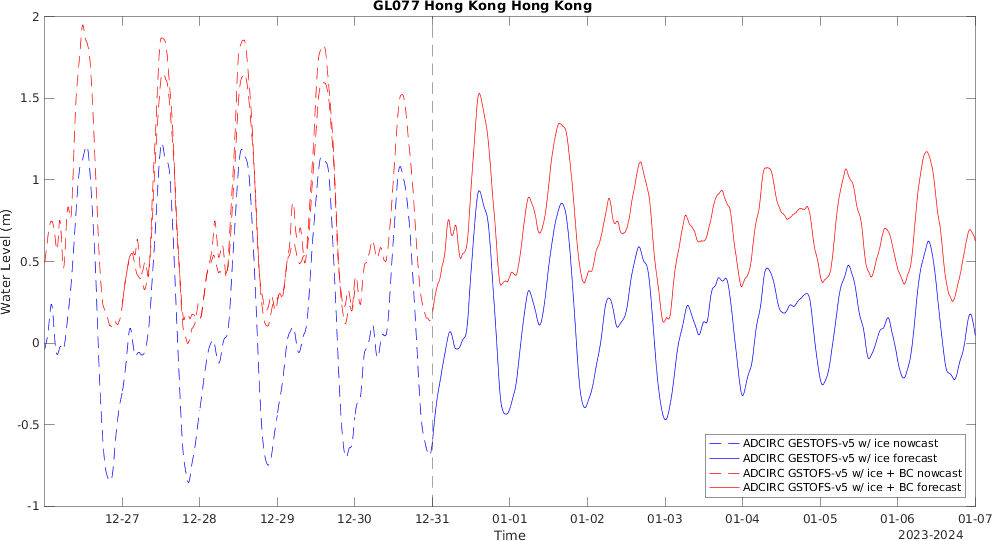 GL077 Hong Kong Hong Kong
Water Level (m)
2
1.5
1
0.5
0
-0.5
-1
12-27 12-28 12-29 12-30 12-31 01-01 01-02 01-03 01-04 01-05 01-06 01-07
Time
2023-2024
ADCIRC GESTOFS-v5 w/ ice nowcast
ADCIRC GESTOFS-v5 w/ ice forecast
ADCIRC GSTOFS-v5 w/ ice + BC nowcast
ADCIRC GSTOFS-v5 w/ ice + BC forecast